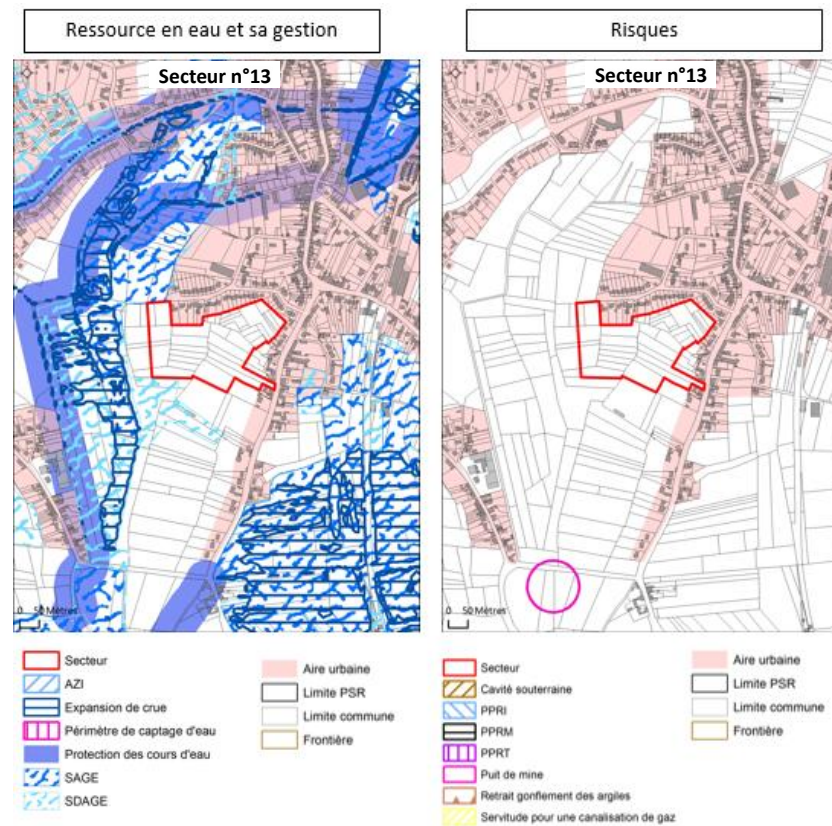 Ressource en eau et sa gestion
Risques
Secteur n°13
0 50 Mètres
Secteur
AZI
Expansion de crue
Périmètre de captage d'eau
Protection des cours d'eau
SAGE
SDAGE
Aire urbaine
Limite PSR
Limite commune
Frontière
Secteur n°13
0 50 Mètres
Secteur
Cavité souterraine
PPRI
PPRM
PPRT
Puit de mine
Retrait gonflement des argiles
Servitude pour une canalisation de gaz
Aire urbaine
Limite PSR
Limite commune
Frontière